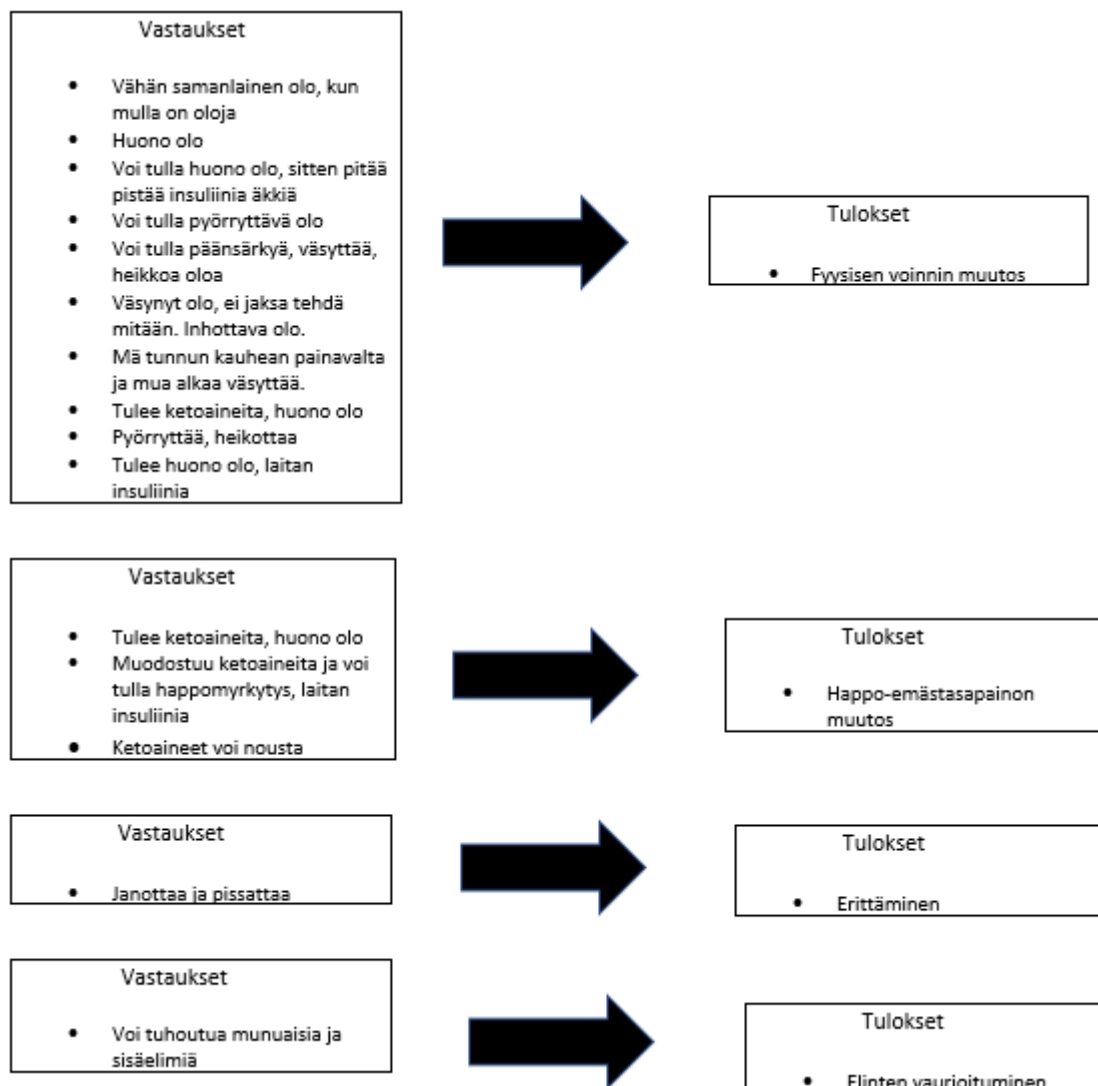 Vastaukset
• Vähän samanlainen olo, kun
mulla on oloja
• Huono olo
• Voi tulla huono olo, sitten pitää
pistää insuliinia äkkiä
• Voi tulla pyörryttävä olo
• Voi tulla päänsärkyä, väsyttää,
heikkoa oloa
• Väsynyt olo, ei jaksa tehdä
mitään. Inhottava olo.
• Mä tunnun kauhean painavalta
ja mua alkaa väsyttää.
• Tulee ketoaineita, huono olo
• Pyörryttää, heikottaa
• Tulee huono olo, laitan
insuliinia
Tulokset
• Fyysisen voinnin muutos
Vastaukset
• Tulee ketoaineita, huono olo
• Muodostuu ketoaineita ja voi
tulla happomyrkytys, laitan
insuliinia
• Ketoaineet voi nousta
Tulokset
• Happo-emästasapainon
muutos
Vastaukset
• Janottaa ja pissattaa
Tulokset
• Erittäminen
Vastaukset
• Voi tuhoutua munuaisia ja
sisäelimiä
Tulokset
• Elinten vaurioituminen